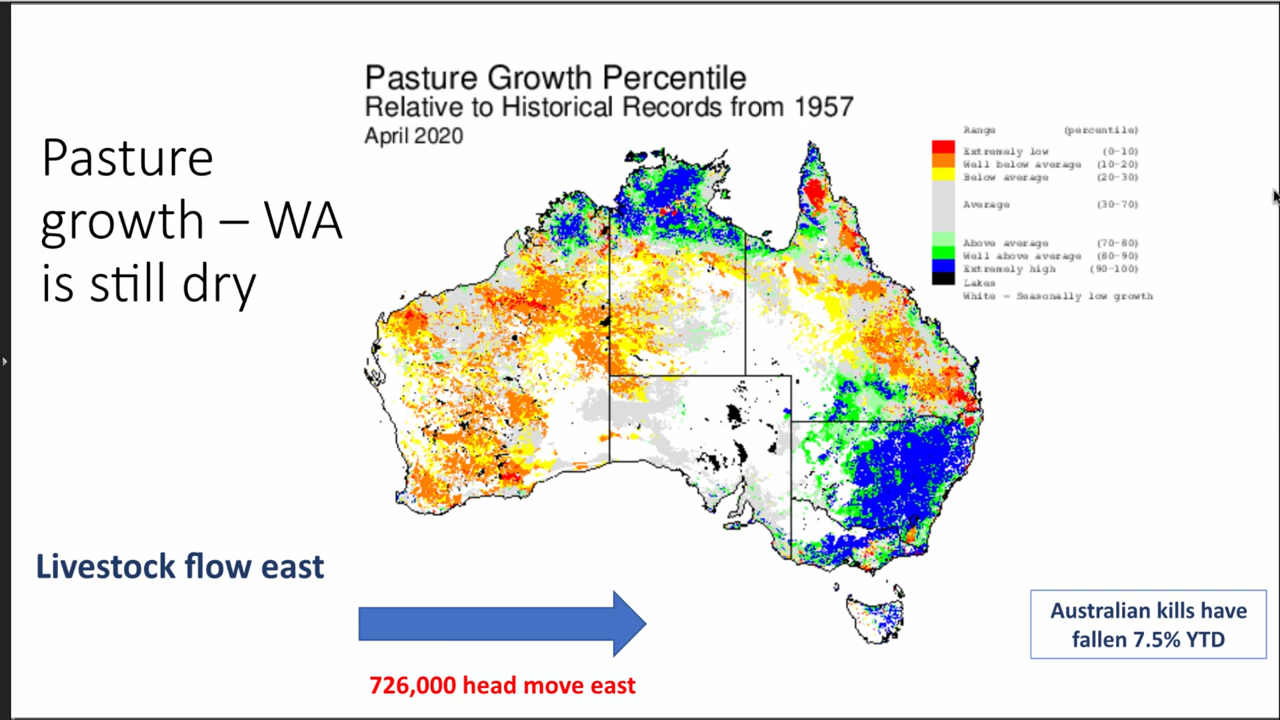 Pasture Growth Percentile
Relative to Historical Records from 1957
April 2020
Pasture
growth – WA
is still dry
Range (percentile)
Extremely low (0-10)
Well below average (10-20)
Below average (20-30)
Average (30-70)
Above average (70-80)
Well above average (80-90)
Extremely high (90-100)
Lakes
White - Seasonally low growth
Livestock flow east
726,000 head move east
Australian kills have
fallen 7.5% YTD